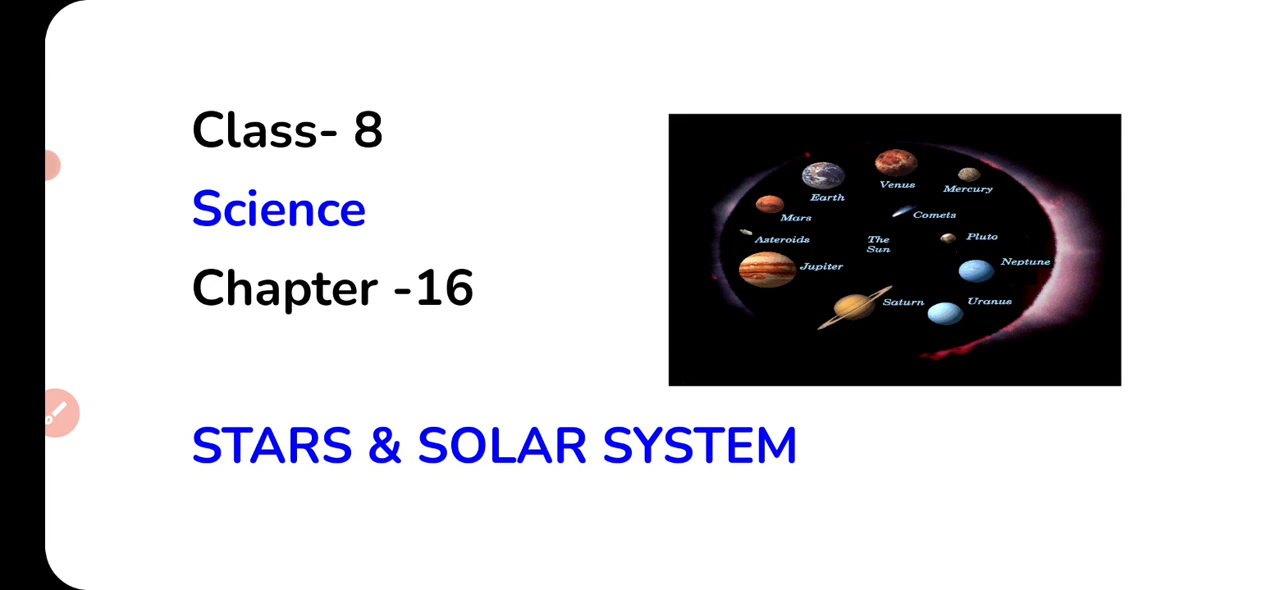 Class- 8
Science
Chapter -16
STARS & SOLAR SYSTEM
Earth
Venus
Mercury
Mars
Comets
Asteroids
The
Sun
Pluto
Jupiter
Neptune
Saturn
Uranus